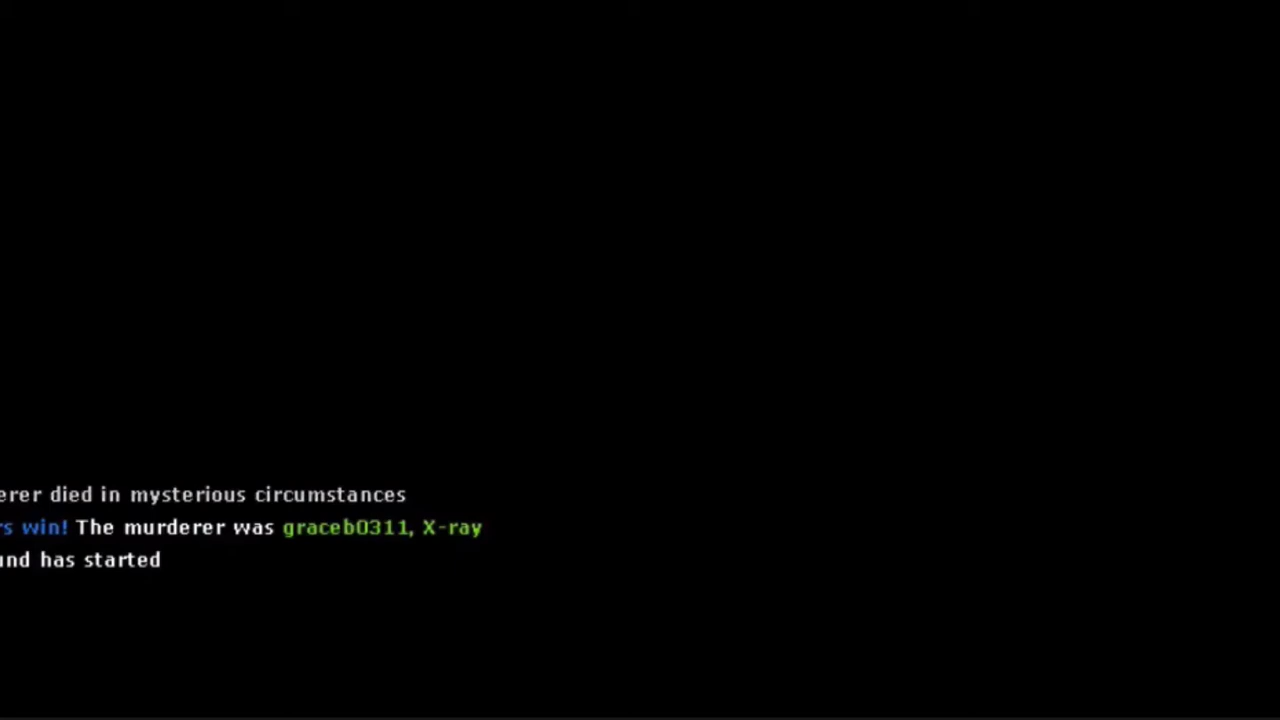 erer died in mysterious circumstances
rs win! The murderer was graceb0311, X-ray
und has started